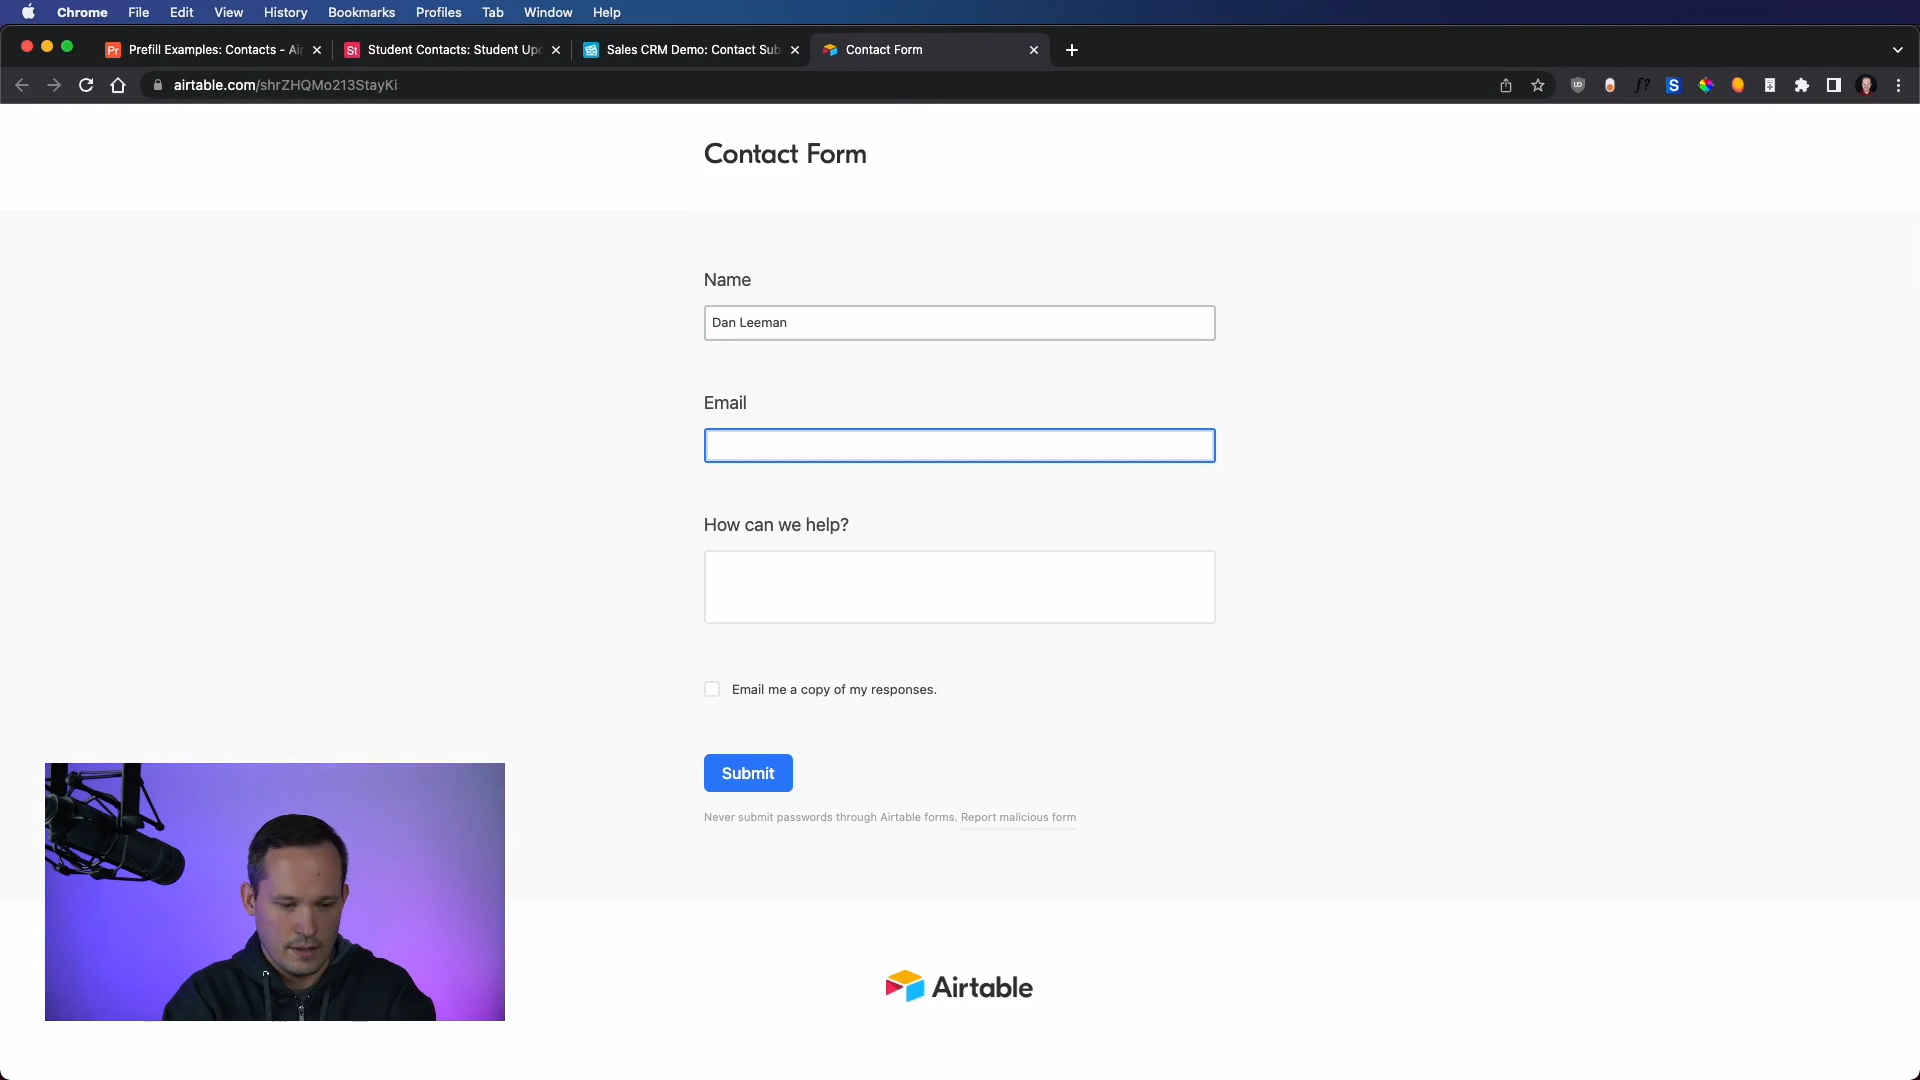 Chrome File Edit View History Bookmarks Profiles Tab Window Help
Prefill Examples: Contacts - Air Student Contacts: Student Up Sales CRM Demo: Contact Sub Contact Form
airtable.com/shrZHQMo213StayKi
Contact Form
Name
Dan Leeman
Email
How can we help?
Email me a copy of my responses.
Submit
Never submit passwords through Airtable forms. Report malicious form
Airtable